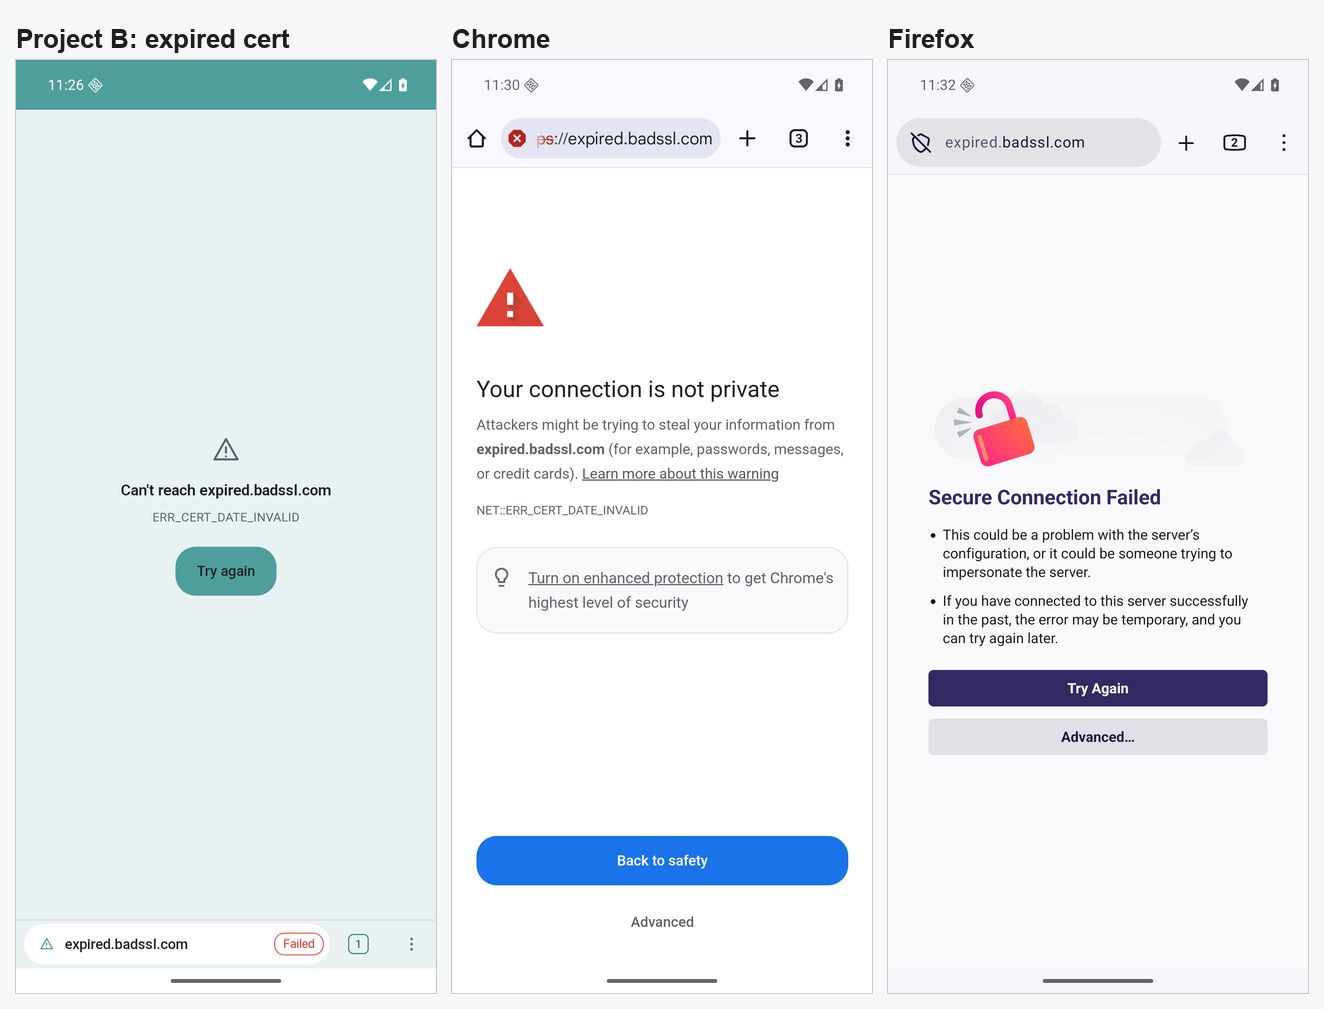 Project B: expired cert
11:26
Can't reach expired.badssl.com
ERR_CERT_DATE_INVALID
Try again
expired.badssl.com
Failed
1
Chrome
11:30
ps://expired.badssl.com
3
Your connection is not private
Attackers might be trying to steal your information from
expired.badssl.com (for example, passwords, messages,
or credit cards). Learn more about this warning
NET::ERR_CERT_DATE_INVALID
Turn on enhanced protection to get Chrome's
highest level of security
Back to safety
Advanced
Firefox
11:32
expired.badssl.com
2
Secure Connection Failed
• This could be a problem with the server’s
configuration, or it could be someone trying to
impersonate the server.
• If you have connected to this server successfully
in the past, the error may be temporary, and you
can try again later.
Try Again
Advanced…